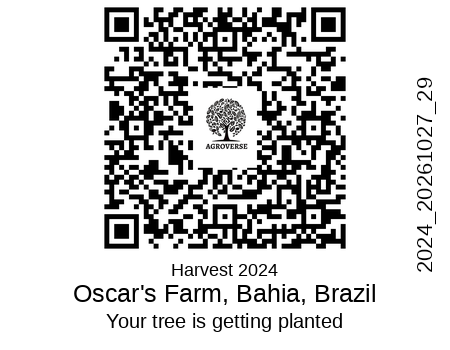 AGROVERSE
Harvest 2024
Oscar's Farm, Bahia, Brazil
Your tree is getting planted
2024_20261027_29